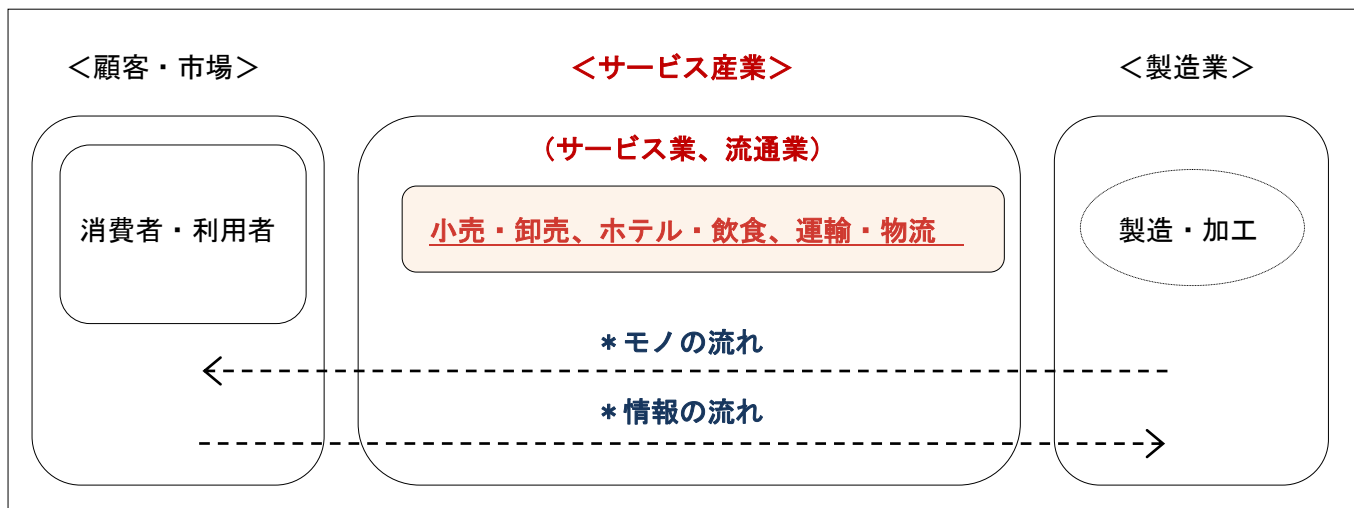 ＜顧客・市場＞
＜サービス産業＞
＜製造業＞
（サービス業、流通業）
消費者・利用者
小売・卸売、ホテル・飲食、運輸・物流
製造・加工
＊モノの流れ
＊情報の流れ